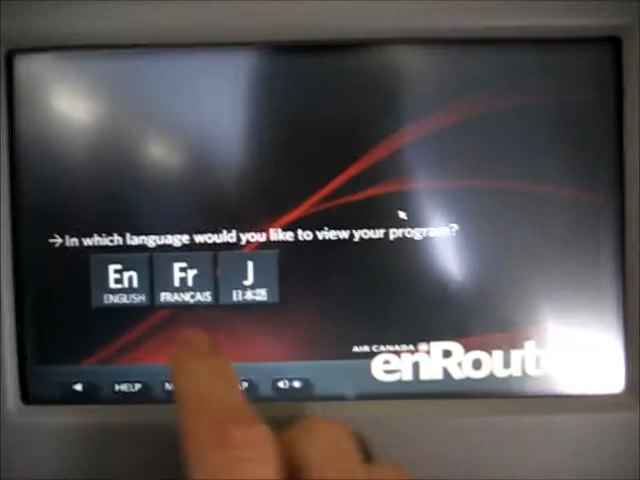 →In which language would you like to view your program?
En Fr J
ENGLISH FRANÇAIS 日本語
AIR CANADA
enRout
HELP